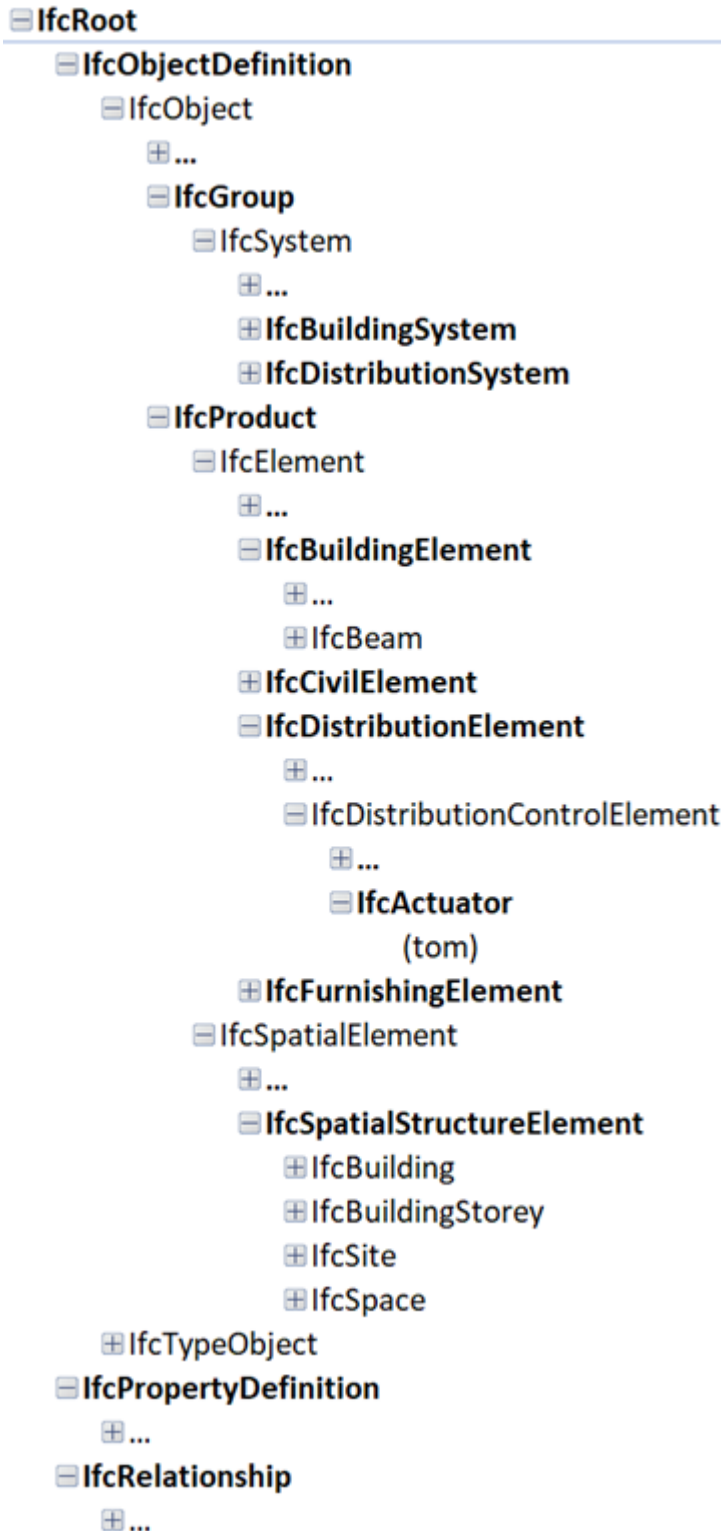 IfcRoot
IfcObjectDefinition
IfcObject
...
IfcGroup
IfcSystem
...
IfcBuildingSystem
IfcDistributionSystem
IfcProduct
IfcElement
...
IfcBuildingElement
...
IfcBeam
IfcCivilElement
IfcDistributionElement
...
IfcDistributionControlElement
...
IfcActuator
(tom)
IfcFurnishingElement
IfcSpatialElement
...
IfcSpatialStructureElement
IfcBuilding
IfcBuildingStorey
IfcSite
IfcSpace
IfcTypeObject
IfcPropertyDefinition
...
IfcRelationship
...